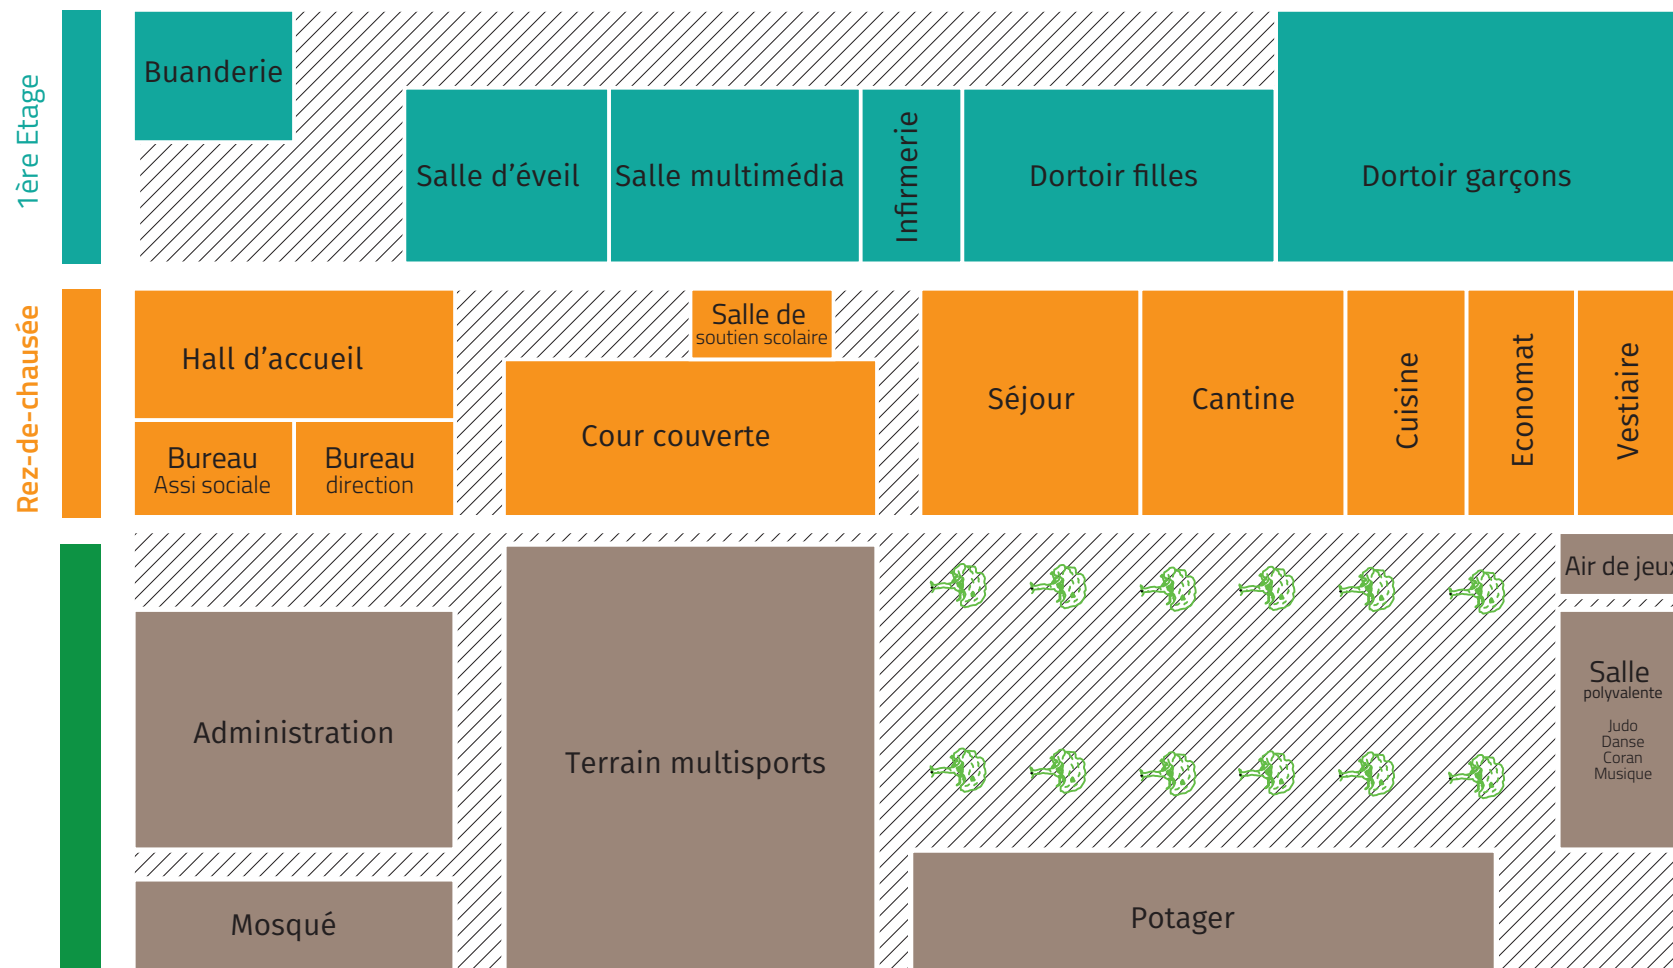 1ère Etage
Buanderie
Salle d’éveil
Salle multimédia
Infirmerie
Dortoir filles
Dortoir garçons
Rez-de-chausée
Hall d’accueil
Bureau
Assi sociale
Bureau
direction
Salle de
soutien scolaire
Cour couverte
Séjour
Cantine
Cuisine
Economat
Vestiaire
Administration
Mosqué
Terrain multisports
Potager
Air de jeux
Salle
polyvalente
Judo
Danse
Coran
Musique